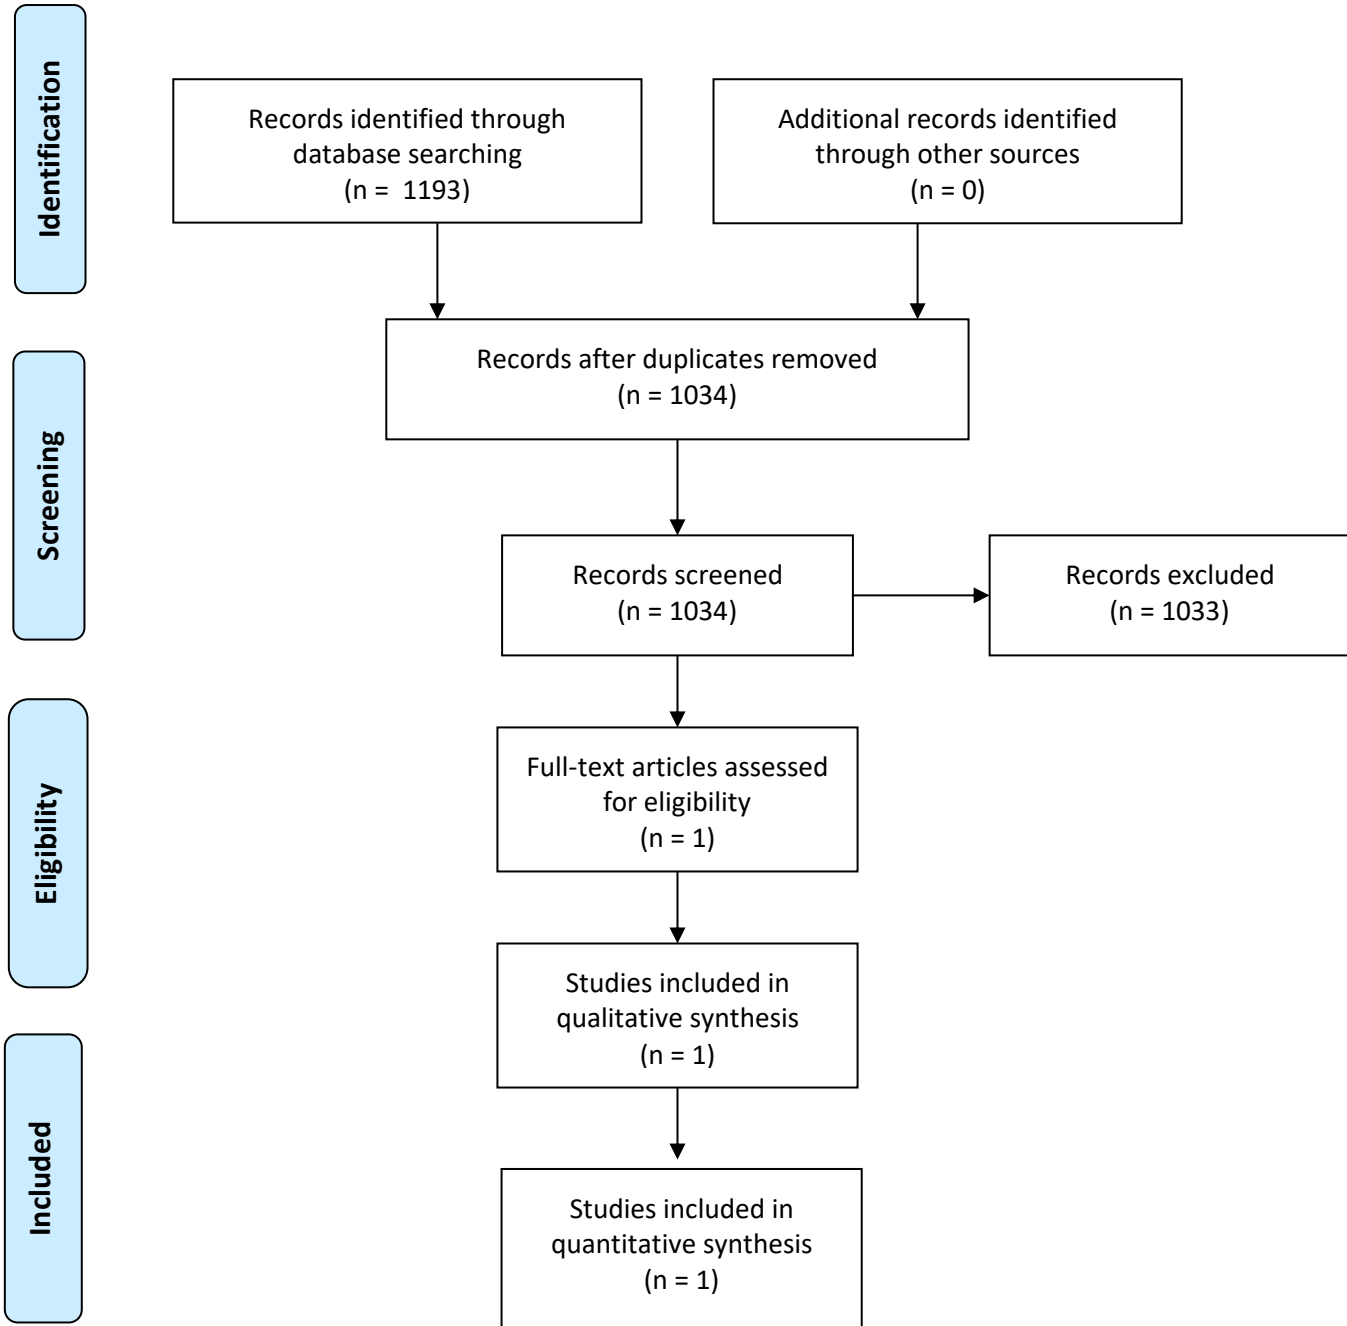 Identification
Records identified through
database searching
(n =  1193)
Additional records identified
through other sources
(n = 0)
Records after duplicates removed
(n = 1034)
Screening
Records screened
(n = 1034)
Records excluded
(n = 1033)
Eligibility
Full-text articles assessed
for eligibility
(n = 1)
Studies included in
qualitative synthesis
(n = 1)
Included
Studies included in
quantitative synthesis
(n = 1)